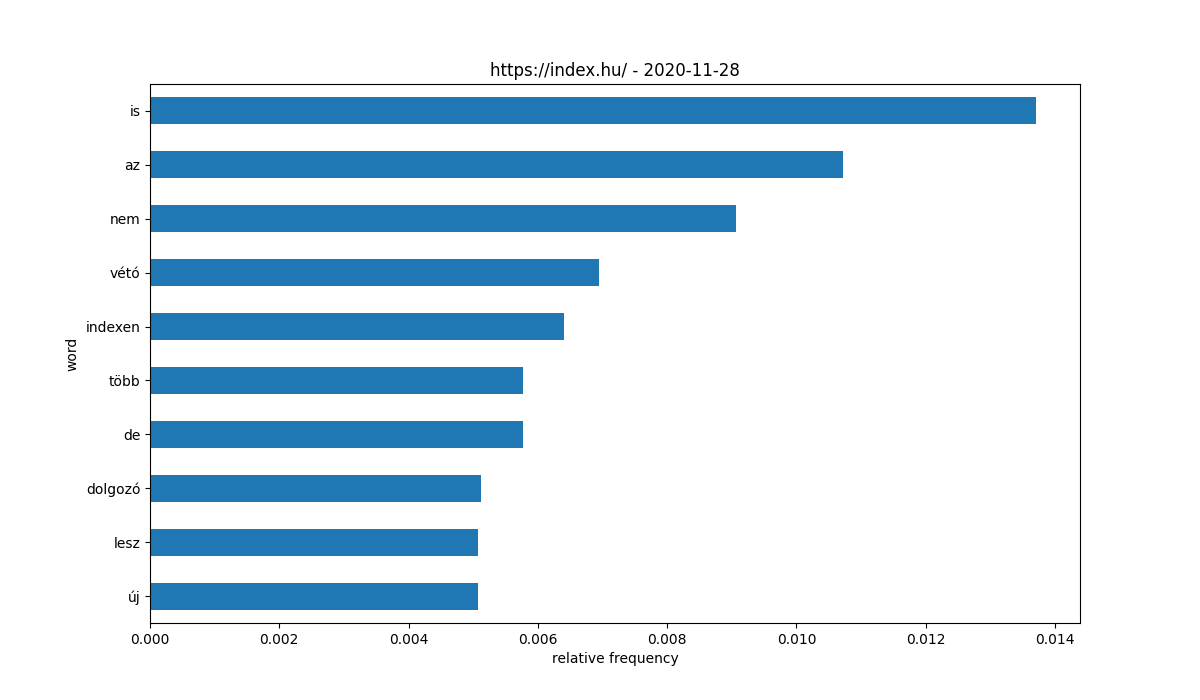 https://index.hu/ - 2020-11-28
is
az
nem
vétó
indexen
több
de
dolgozó
lesz
új
word
0.000 0.002 0.004 0.006 0.008 0.010 0.012 0.014
relative frequency